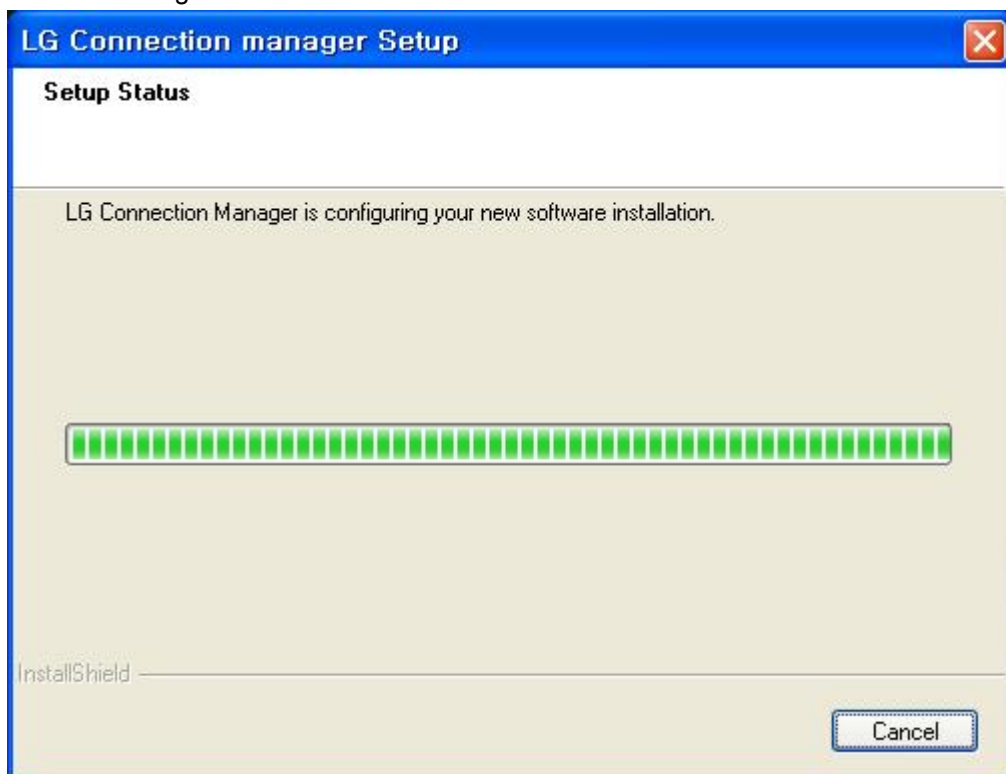 LG Connection manager Setup
Setup Status
LG Connection Manager is configuring your new software installation.
InstallShield
Cancel